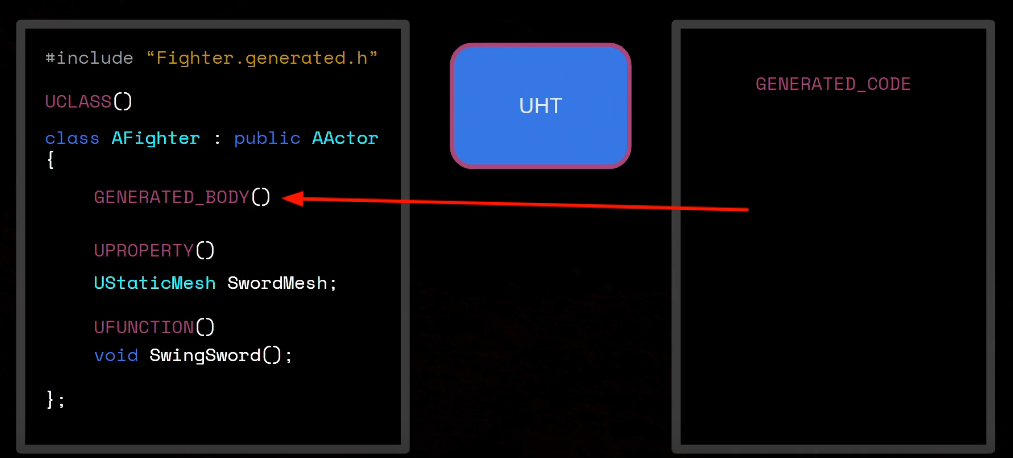 #include “Fighter.generated.h”
UCLASS()
class AFighter : public AActor
{
GENERATED_BODY()
UPROPERTY()
UStaticMesh SwordMesh;
UFUNCTION()
void SwingSword();
};
UHT
GENERATED_CODE